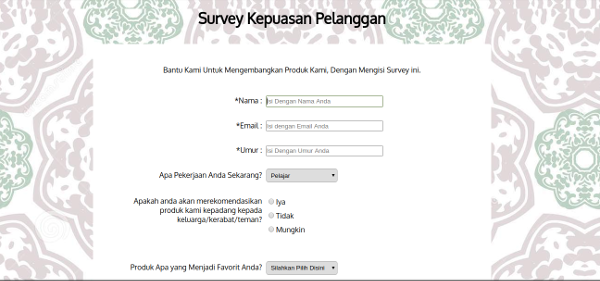 Survey Kepuasan Pelanggan
Bantu Kami Untuk Mengembangkan Produk Kami, Dengan Mengisi Survey ini.
*Nama : Isi Dengan Nama Anda
*Email : Isi dengan Email Anda
*Umur : Isi Dengan Umur Anda
Apa Pekerjaan Anda Sekarang? Pelajar
Apakah anda akan merekomendasikan
produk kami kepadang kepada
keluarga/kerabat/teman?
Iya
Tidak
Mungkin
Produk Apa yang Menjadi Favorit Anda? Silahkan Pilih Disini